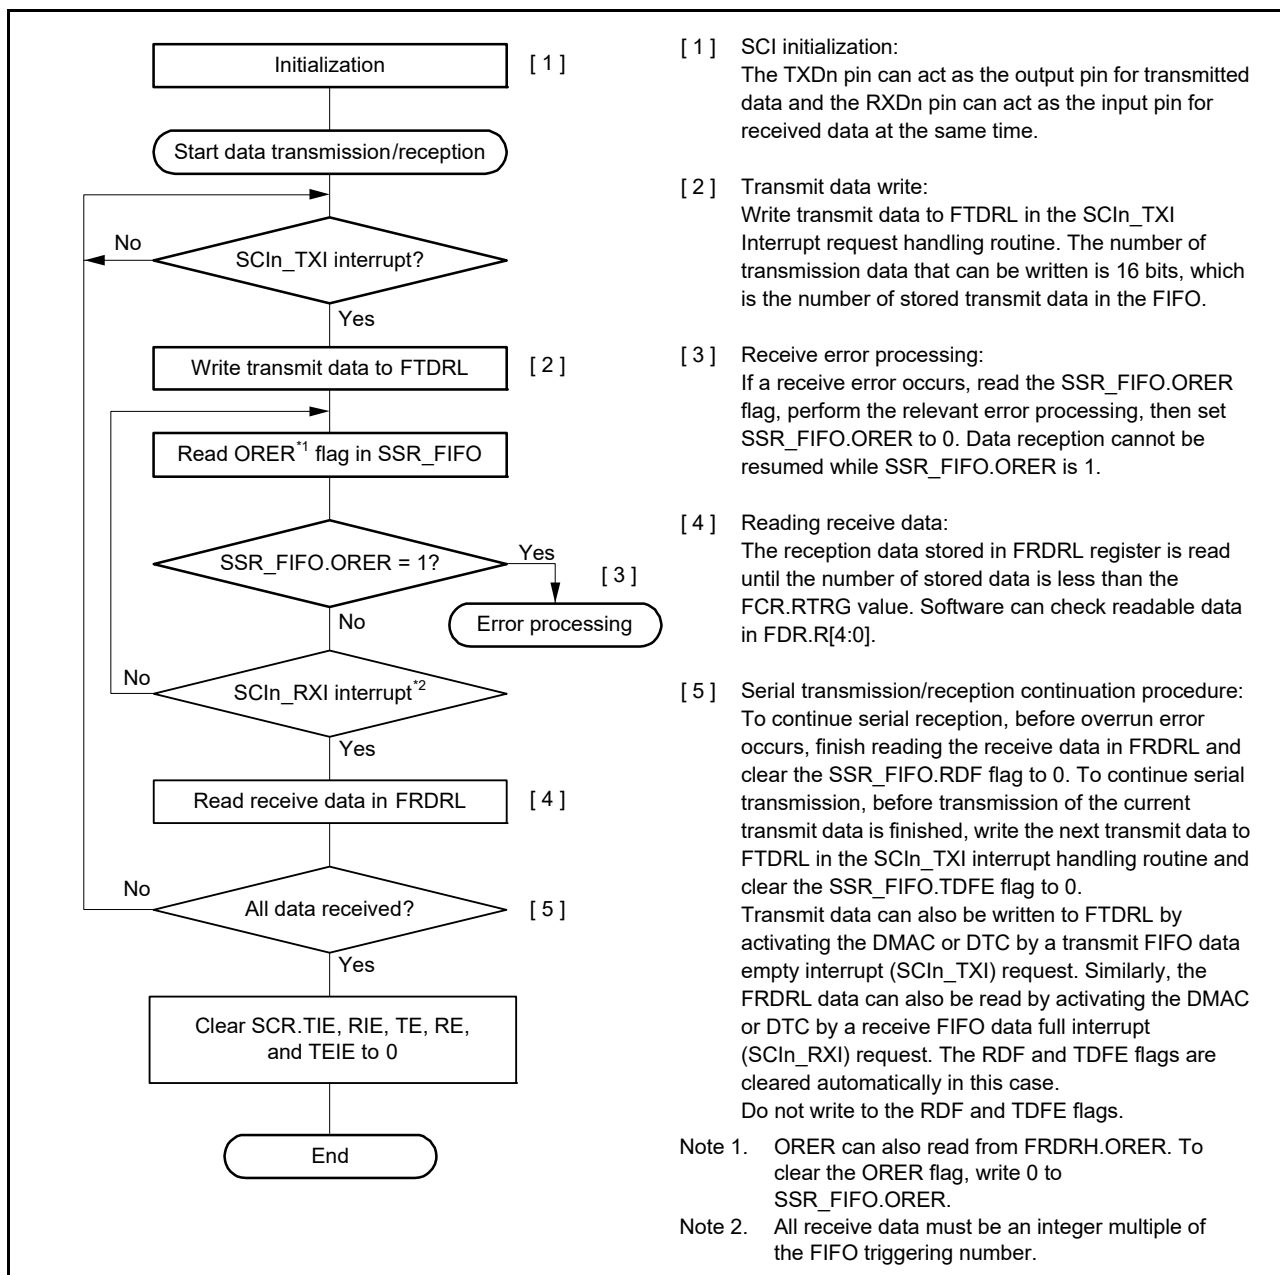 Initialization
[ 1 ]
Start data transmission/reception
No
SCIn_TXI interrupt?
Yes
Write transmit data to FTDRL
[ 2 ]
Read ORER*1 flag in SSR_FIFO
SSR_FIFO.ORER = 1?
Yes
[ 3 ]
Error processing
No
No
SCIn_RXI interrupt*2
Yes
Read receive data in FRDRL
[ 4 ]
No
All data received?
[ 5 ]
Yes
Clear SCR.TIE, RIE, TE, RE,
and TEIE to 0
End
[ 1 ] SCI initialization:
The TXDn pin can act as the output pin for transmitted
data and the RXDn pin can act as the input pin for
received data at the same time.
[ 2 ] Transmit data write:
Write transmit data to FTDRL in the SCIn_TXI
Interrupt request handling routine. The number of
transmission data that can be written is 16 bits, which
is the number of stored transmit data in the FIFO.
[ 3 ] Receive error processing:
If a receive error occurs, read the SSR_FIFO.ORER
flag, perform the relevant error processing, then set
SSR_FIFO.ORER to 0. Data reception cannot be
resumed while SSR_FIFO.ORER is 1.
[ 4 ] Reading receive data:
The reception data stored in FRDRL register is read
until the number of stored data is less than the
FCR.RTRG value. Software can check readable data
in FDR.R[4:0].
[ 5 ] Serial transmission/reception continuation procedure:
To continue serial reception, before overrun error
occurs, finish reading the receive data in FRDRL and
clear the SSR_FIFO.RDF flag to 0. To continue serial
transmission, before transmission of the current
transmit data is finished, write the next transmit data to
FTDRL in the SCIn_TXI interrupt handling routine and
clear the SSR_FIFO.TDFE flag to 0.
Transmit data can also be written to FTDRL by
activating the DMAC or DTC by a transmit FIFO data
empty interrupt (SCIn_TXI) request. Similarly, the
FRDRL data can also be read by activating the DMAC
or DTC by a receive FIFO data full interrupt
(SCIn_RXI) request. The RDF and TDFE flags are
cleared automatically in this case.
Do not write to the RDF and TDFE flags.
Note 1. ORER can also read from FRDRH.ORER. To
clear the ORER flag, write 0 to
SSR_FIFO.ORER.
Note 2. All receive data must be an integer multiple of
the FIFO triggering number.